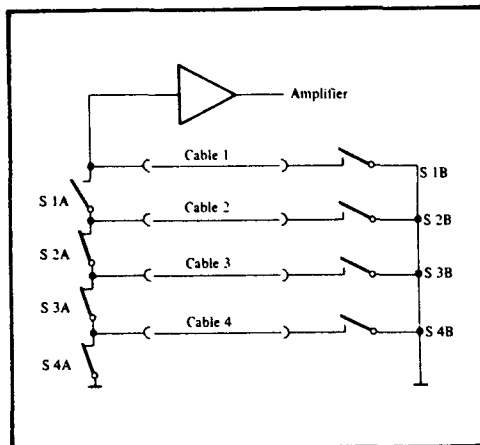 Amplifier
Cable 1
S 1B
S 1A
Cable 2
S 2B
S 2A
Cable 3
S 3B
S 3A
Cable 4
S 4B
S 4A